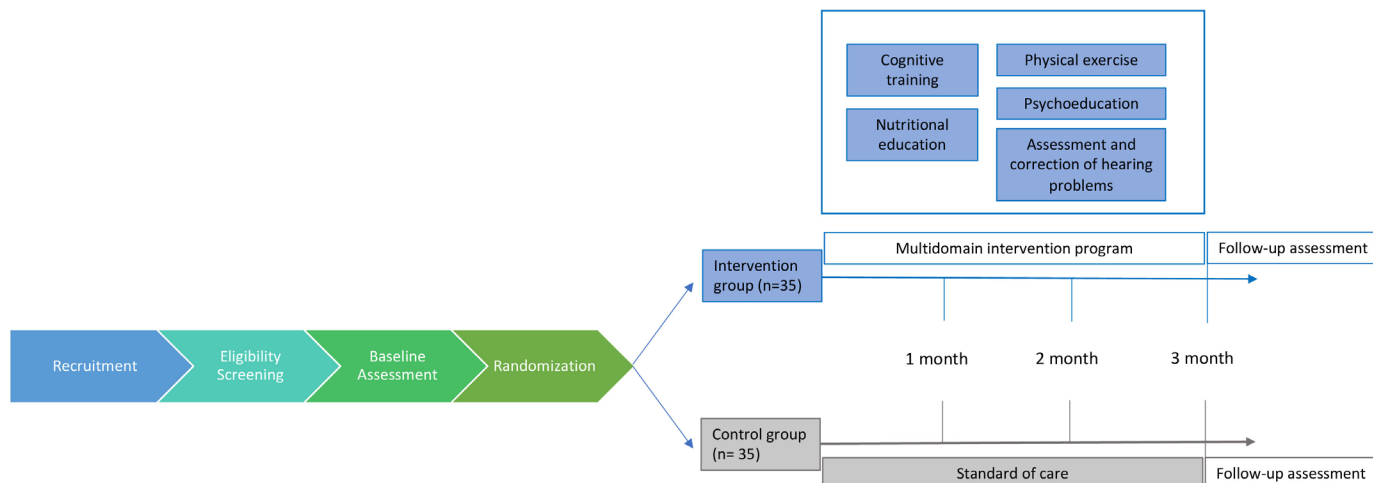 Cognitive
training
Physical exercise
Psychoeducation
Nutritional
education
Assessment and
correction of hearing
problems
Multidomain intervention program
Follow-up assessment
Intervention
group (n=35)
Recruitment
Eligibility
Screening
Baseline
Assessment
Randomization
1 month
2 month
3 month
Control group
(n= 35)
Standard of care
Follow-up assessment